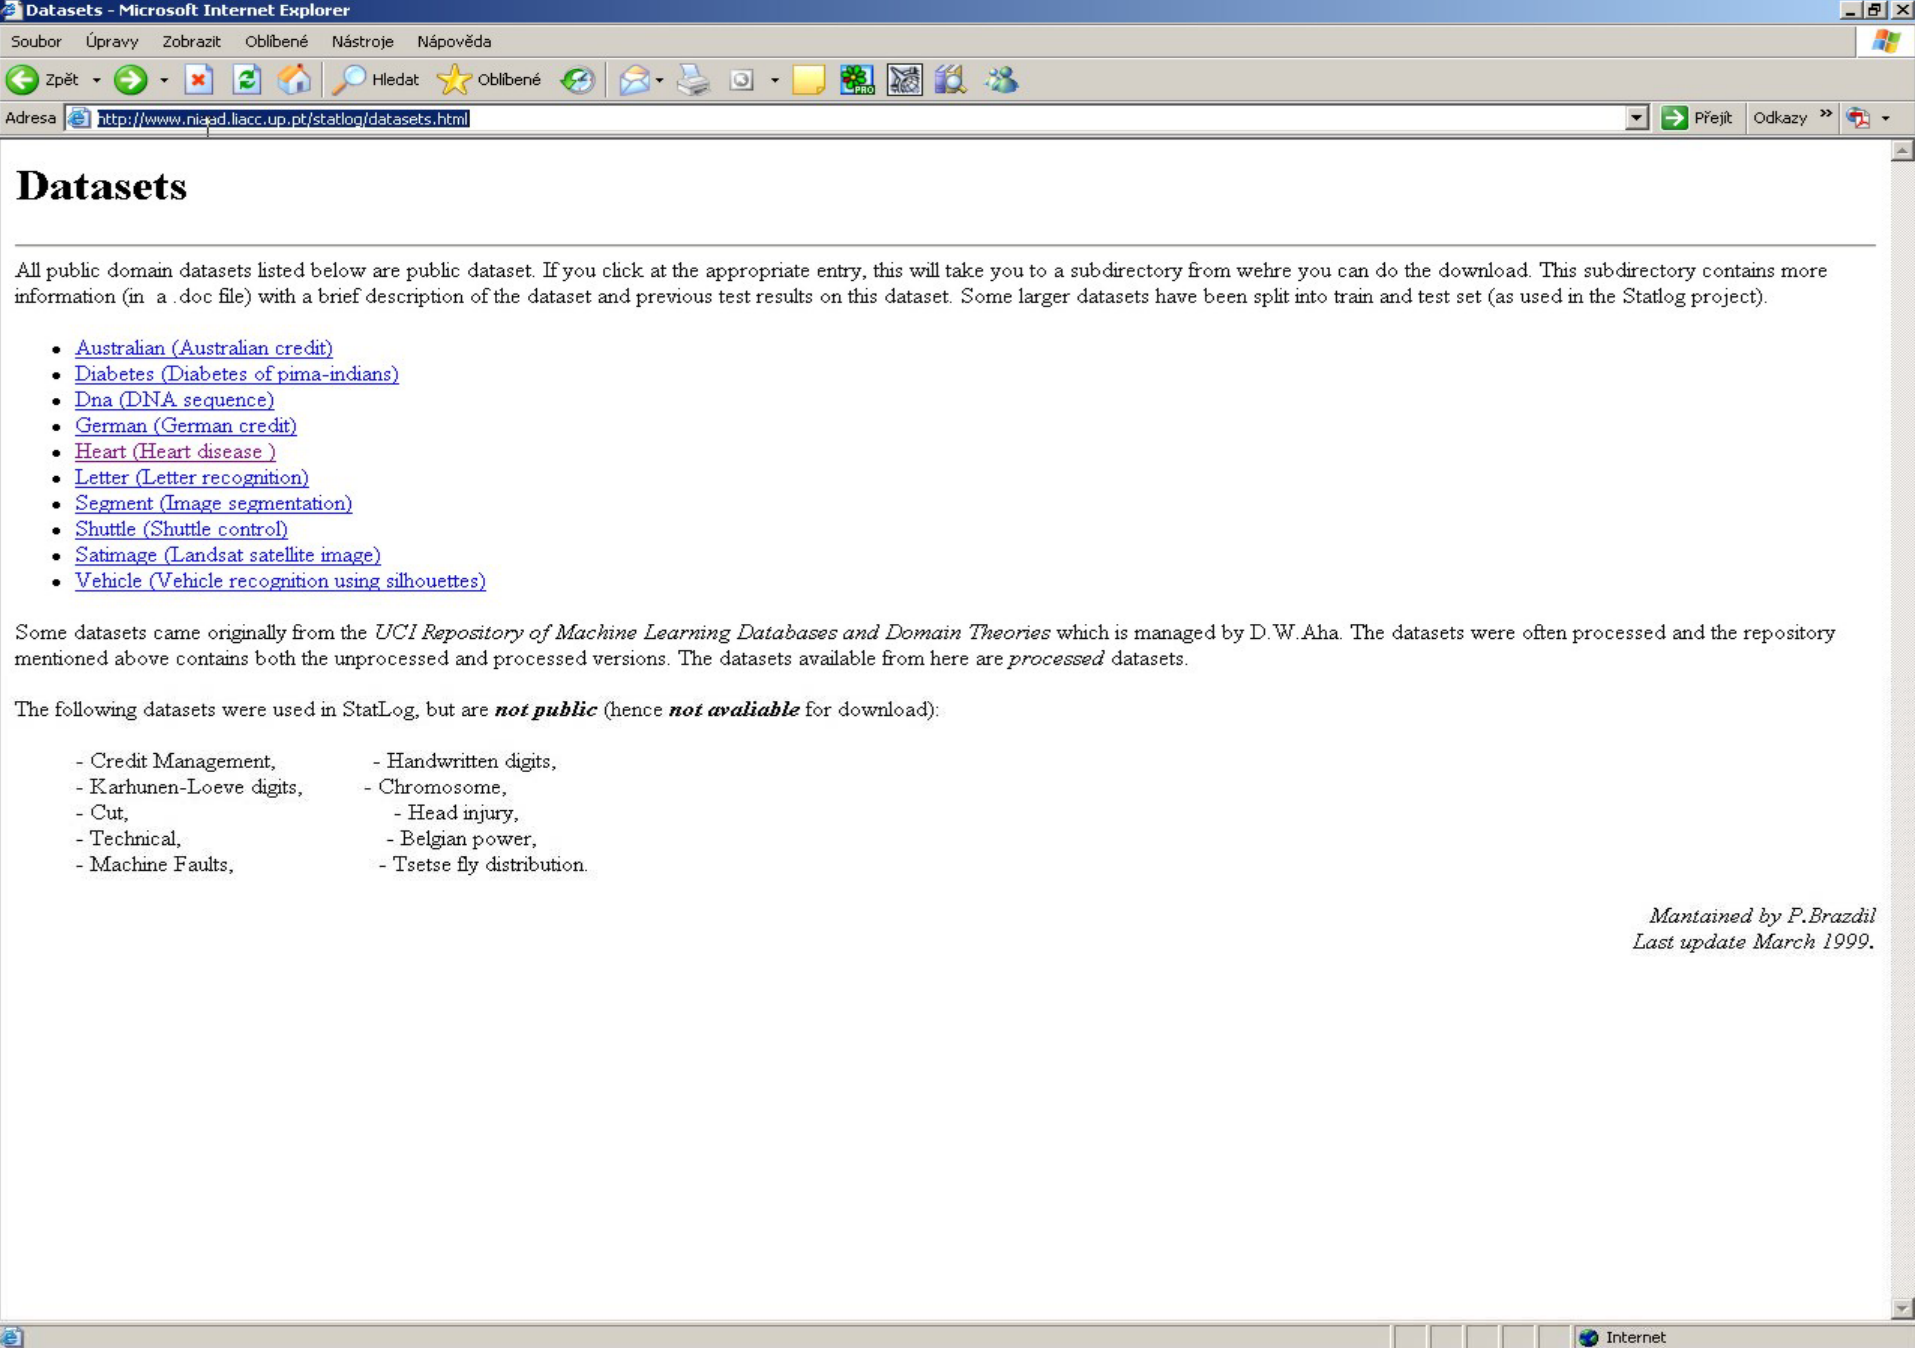 Datasets - Microsoft Internet Explorer
Soubor Úpravy Zobrazit Oblíbené Nástroje Nápověda
Zpět Hledat Oblíbené PRO
Adresa http://www.niaad.liacc.up.pt/statlog/datasets.html Přejít Odkazy »
Datasets
All public domain datasets listed below are public dataset. If you click at the appropriate entry, this will take you to a subdirectory from wehre you can do the download. This subdirectory contains more
information (in a .doc file) with a brief description of the dataset and previous test results on this dataset. Some larger datasets have been split into train and test set (as used in the Statlog project).
• Australian (Australian credit)
• Diabetes (Diabetes of pima-indians)
• Dna (DNA sequence)
• German (German credit)
• Heart (Heart disease )
• Letter (Letter recognition)
• Segment (Image segmentation)
• Shuttle (Shuttle control)
• Satimage (Landsat satellite image)
• Vehicle (Vehicle recognition using silhouettes)
Some datasets came originally from the UCI Repository of Machine Learning Databases and Domain Theories which is managed by D.W.Aha. The datasets were often processed and the repository
mentioned above contains both the unprocessed and processed versions. The datasets available from here are processed datasets.
The following datasets were used in StatLog, but are not public (hence not avaliable for download):
- Credit Management, - Handwritten digits,
- Karhunen-Loeve digits, - Chromosome,
- Cut, - Head injury,
- Technical, - Belgian power,
- Machine Faults, - Tsetse fly distribution.
Mantained by P.Brazdil
Last update March 1999.
Internet